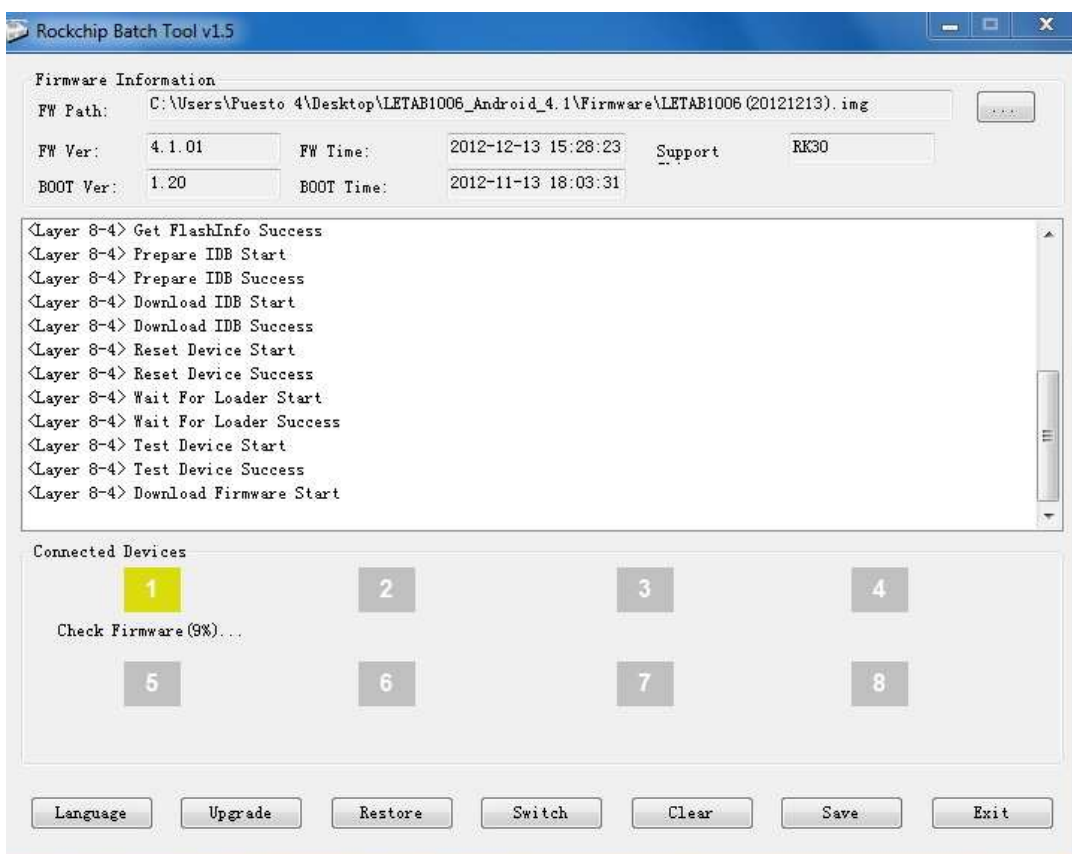 Rockchip Batch Tool v1.5
Firmware Information
FW Path: C:\Users\Puesto 4\Desktop\LETAB1006_Android_4.1\Firmware\LETAB1006(20121213).img ...
FW Ver: 4.1.01 FW Time: 2012-12-13 15:28:23 Support RK30
BOOT Ver: 1.20 BOOT Time: 2012-11-13 18:03:31
<Layer 8-4> Get FlashInfo Success
<Layer 8-4> Prepare IDB Start
<Layer 8-4> Prepare IDB Success
<Layer 8-4> Download IDB Start
<Layer 8-4> Download IDB Success
<Layer 8-4> Reset Device Start
<Layer 8-4> Reset Device Success
<Layer 8-4> Wait For Loader Start
<Layer 8-4> Wait For Loader Success
<Layer 8-4> Test Device Start
<Layer 8-4> Test Device Success
<Layer 8-4> Download Firmware Start
Connected Devices
1 2 3 4
Check Firmware(9%)...
5 6 7 8
Language Upgrade Restore Switch Clear Save Exit